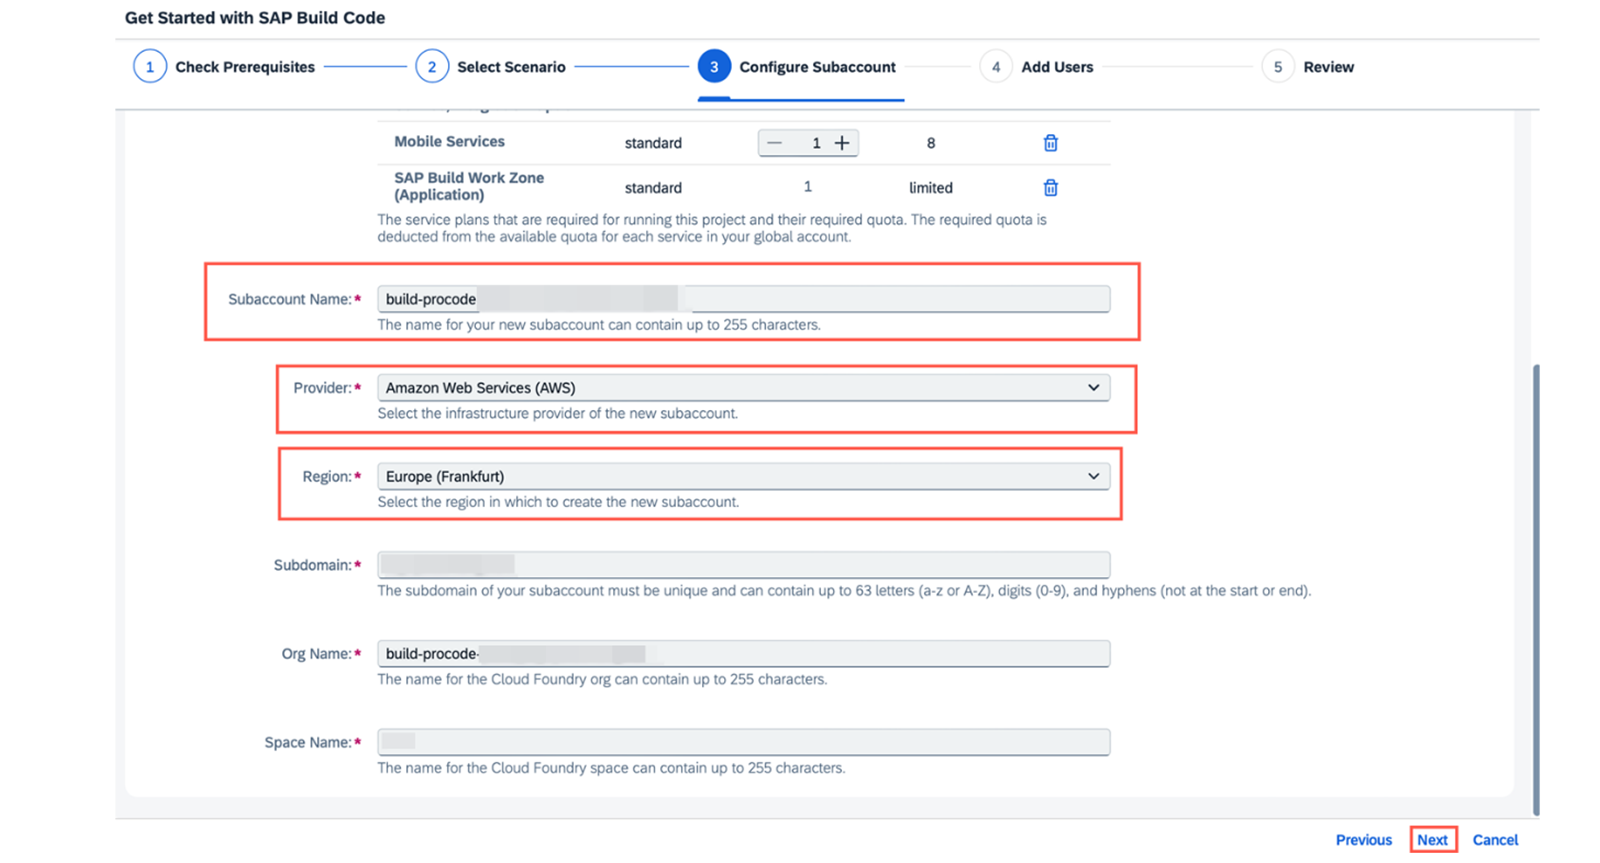 Get Started with SAP Build Code
1 Check Prerequisites 2 Select Scenario 3 Configure Subaccount 4 Add Users 5 Review
Mobile Services standard — 1 + 8
SAP Build Work Zone
(Application) standard 1 limited
The service plans that are required for running this project and their required quota. The required quota is
deducted from the available quota for each service in your global account.
Subaccount Name:* build-procode
The name for your new subaccount can contain up to 255 characters.
Provider:* Amazon Web Services (AWS)
Select the infrastructure provider of the new subaccount.
Region:* Europe (Frankfurt)
Select the region in which to create the new subaccount.
Subdomain:*
The subdomain of your subaccount must be unique and can contain up to 63 letters (a-z or A-Z), digits (0-9), and hyphens (not at the start or end).
Org Name:* build-procode-
The name for the Cloud Foundry org can contain up to 255 characters.
Space Name:*
The name for the Cloud Foundry space can contain up to 255 characters.
Previous Next Cancel